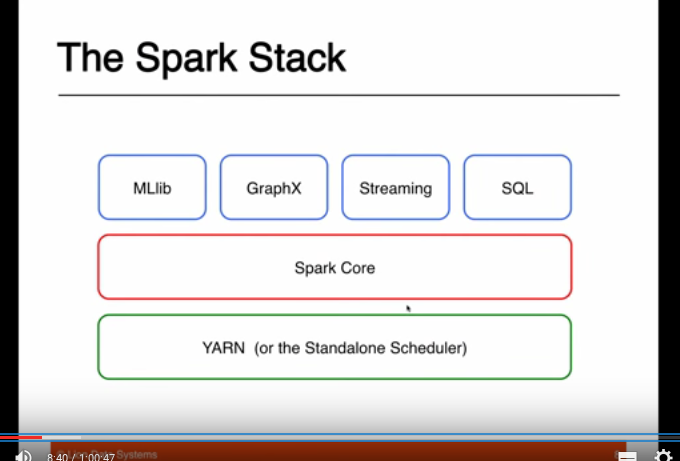 The Spark Stack
MLlib GraphX Streaming SQL
Spark Core
YARN (or the Standalone Scheduler)
8:40 / 1:00:47 Systems